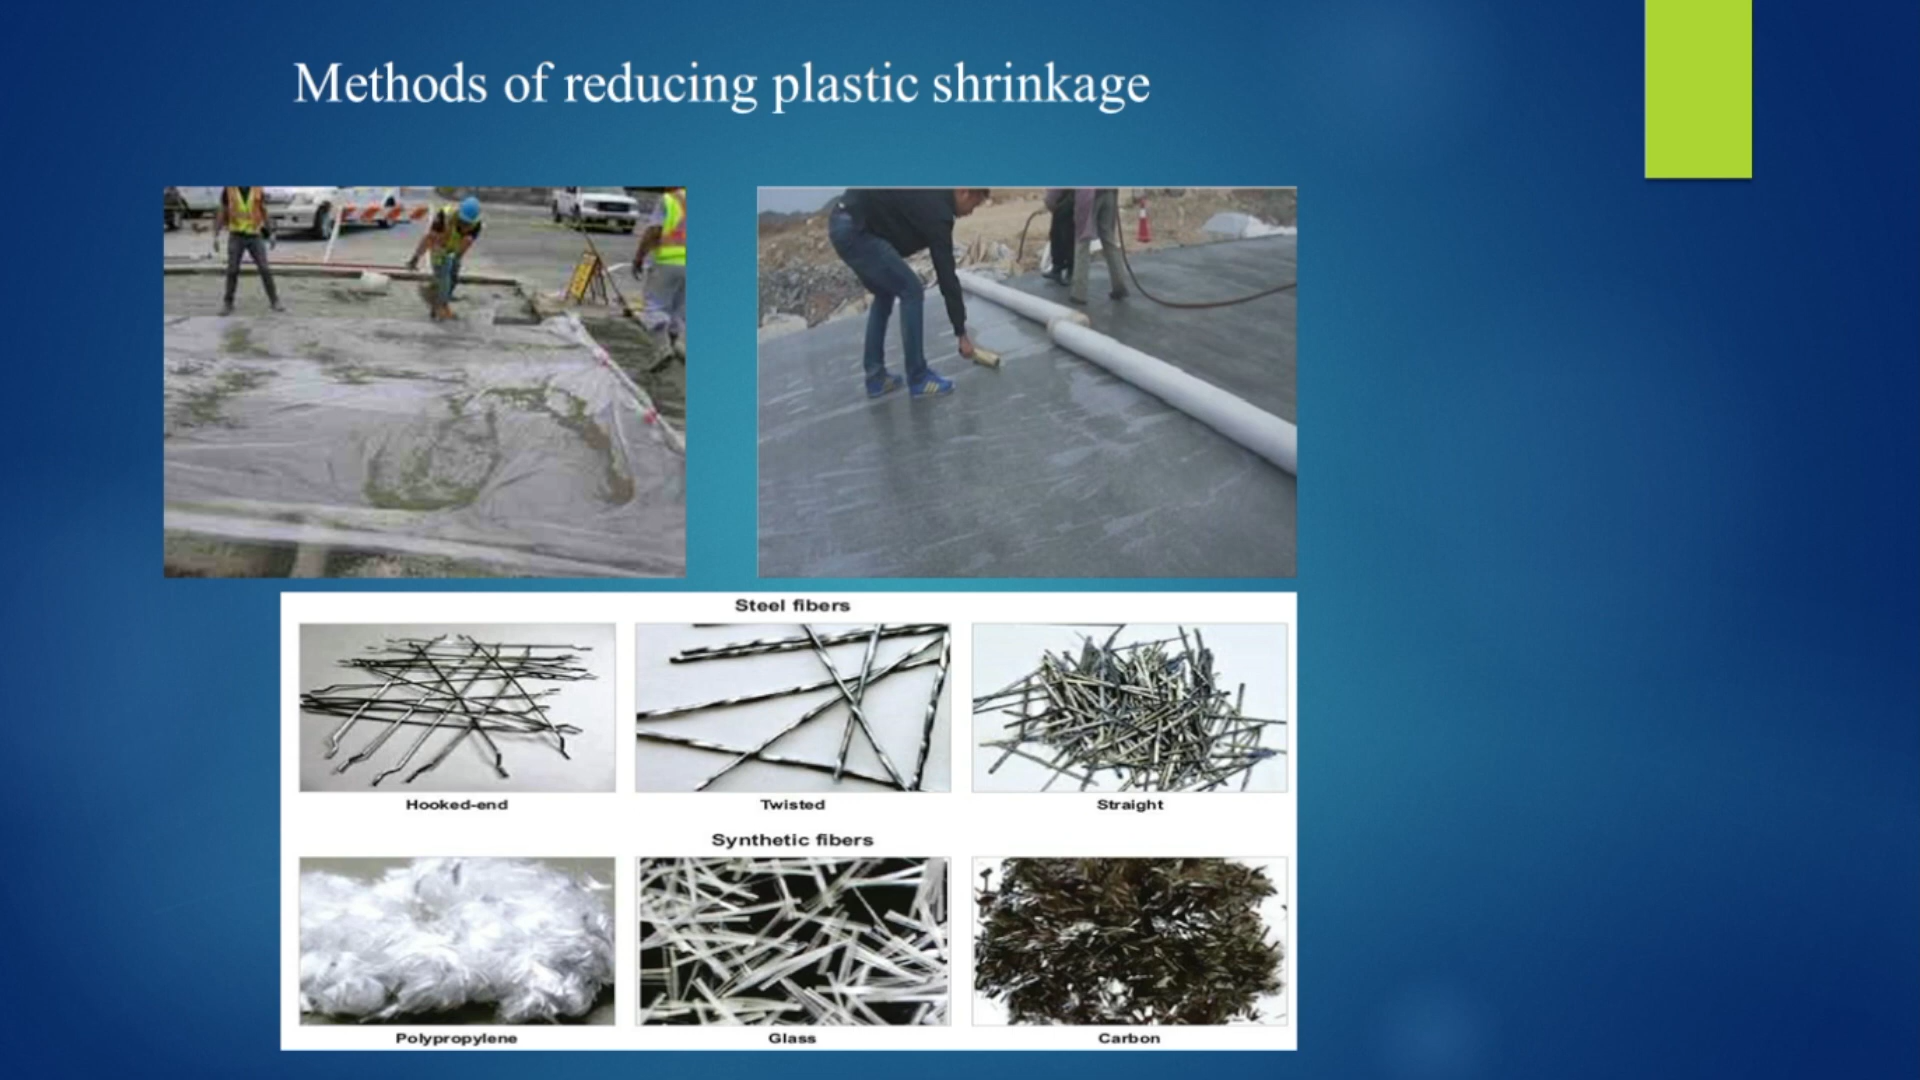 Methods of reducing plastic shrinkage
Steel fibers
Hooked-end
Twisted
Straight
Synthetic fibers
Polypropylene
Glass
Carbon